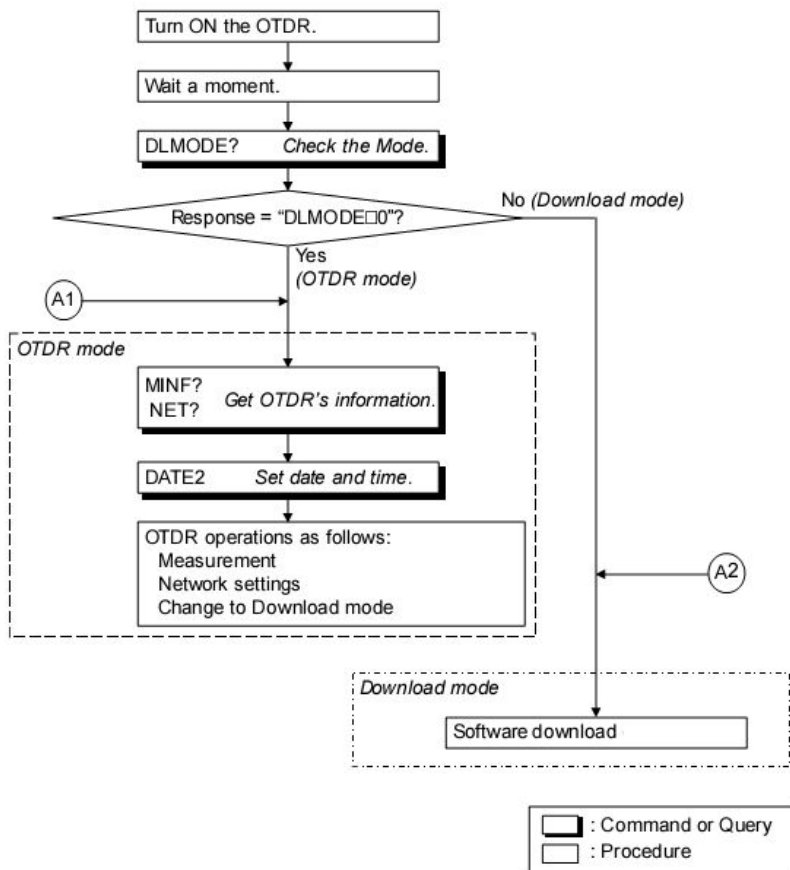 Turn ON the OTDR.
Wait a moment.
DLMODE? Check the Mode.
Response = “DLMODE□0”?
No (Download mode)
Yes
(OTDR mode)
A1
OTDR mode
MINF?
NET?
Get OTDR’s information.
DATE2 Set date and time.
OTDR operations as follows:
Measurement
Network settings
Change to Download mode
A2
Download mode
Software download
: Command or Query
: Procedure